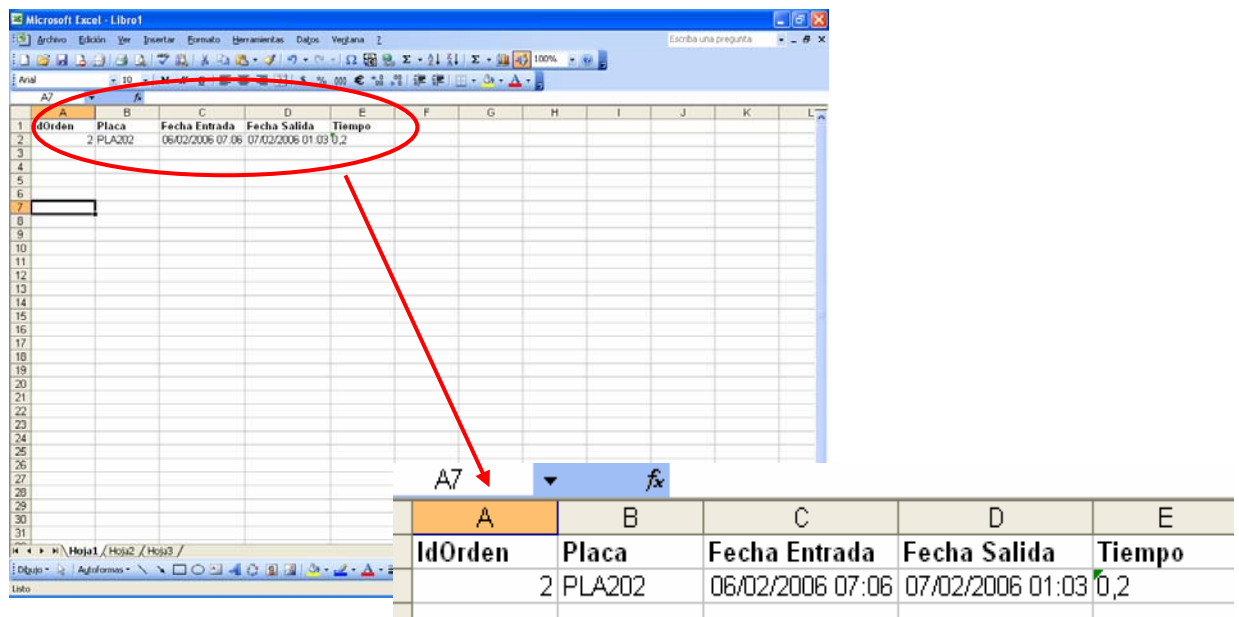 Microsoft Excel - Libro1
Archivo Edición Ver Insertar Formato Herramientas Datos Ventana ?
Escriba una pregunta
100%
Arial 10 N K S % 000 €
A7 fx
A B C D E F G H I J K L
1 IdOrden Placa Fecha Entrada Fecha Salida Tiempo
2 2 PLA202 06/02/2006 07:06 07/02/2006 01:03 0,2
3
4
5
6
7
8
9
10
11
12
13
14
15
16
17
18
19
20
21
22
23
24
25
26
27
28
29
30
31
Hoja1 / Hoja2 / Hoja3 /
Dibujo Autoformas
Listo
A7 fx
A B C D E
IdOrden Placa Fecha Entrada Fecha Salida Tiempo
2 PLA202 06/02/2006 07:06 07/02/2006 01:03 0,2